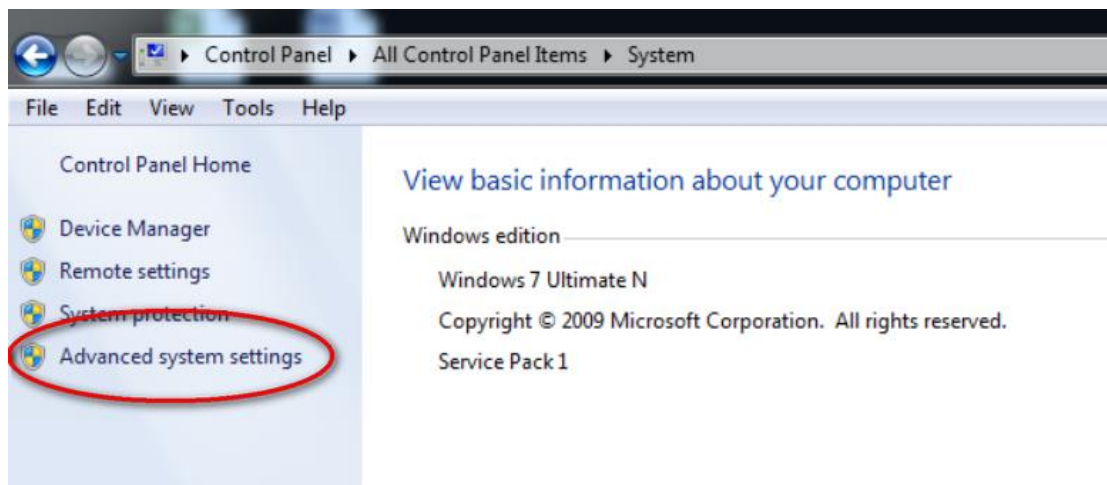 Control Panel ▸ All Control Panel Items ▸ System
File Edit View Tools Help
Control Panel Home
Device Manager
Remote settings
System protection
Advanced system settings
View basic information about your computer
Windows edition
Windows 7 Ultimate N
Copyright © 2009 Microsoft Corporation. All rights reserved.
Service Pack 1